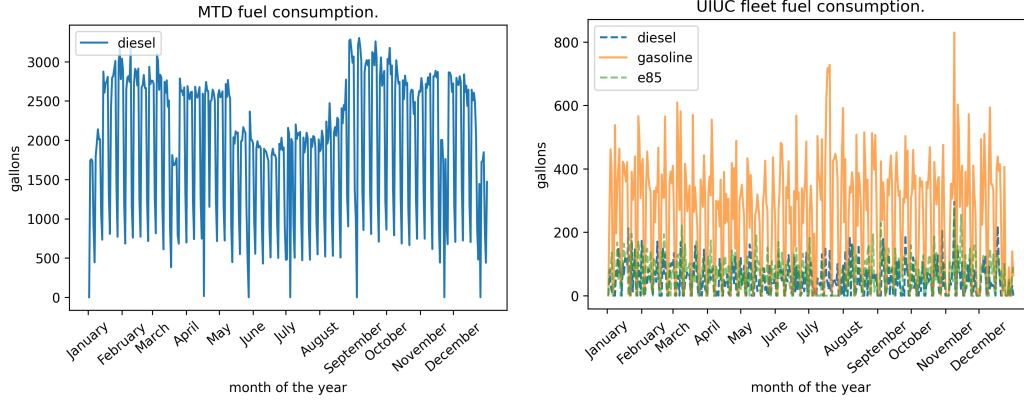 MTD fuel consumption.
diesel
3000
2500
2000
1500
1000
500
0
gallons
January
February
March
April
May
June
July
August
September
October
November
December
month of the year
UIUC fleet fuel consumption.
diesel
gasoline
e85
800
600
400
200
0
gallons
January
February
March
April
May
June
July
August
September
October
November
December
month of the year